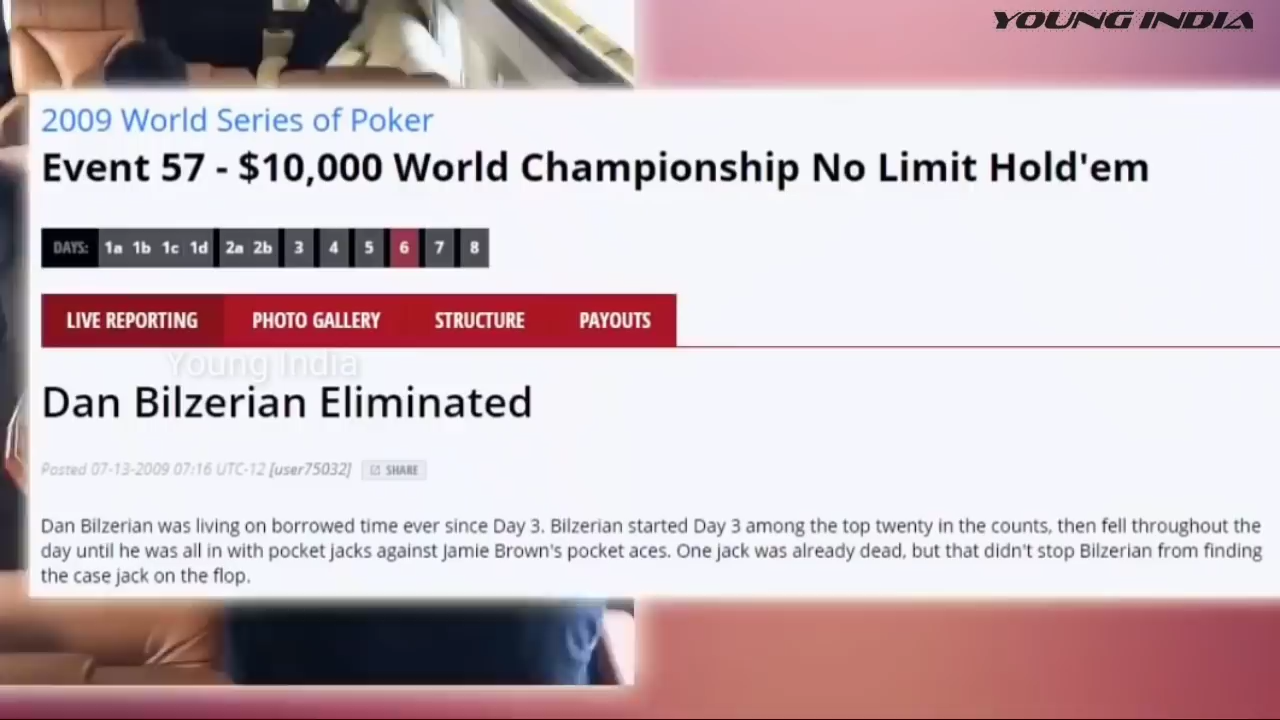 YOUNG INDIA
2009 World Series of Poker
Event 57 - $10,000 World Championship No Limit Hold'em
DAYS: 1a 1b 1c 1d 2a 2b 3 4 5 6 7 8
LIVE REPORTING PHOTO GALLERY STRUCTURE PAYOUTS
Young India
Dan Bilzerian Eliminated
Posted 07-13-2009 07:16 UTC-12 [user75032] SHARE
Dan Bilzerian was living on borrowed time ever since Day 3. Bilzerian started Day 3 among the top twenty in the counts, then fell throughout the
day until he was all in with pocket jacks against Jamie Brown's pocket aces. One jack was already dead, but that didn't stop Bilzerian from finding
the case jack on the flop.